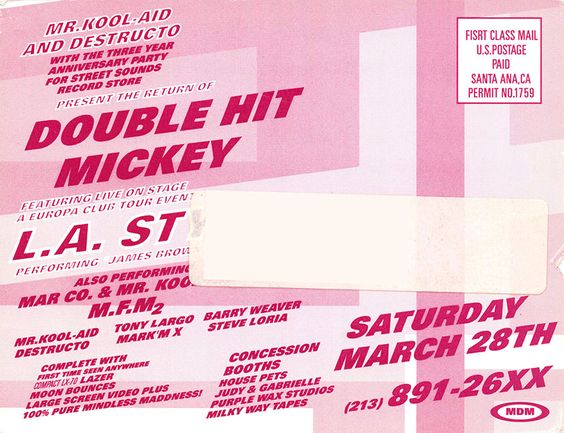 MR.KOOL-AID
AND DESTRUCTO
WITH THE THREE YEAR
ANNIVERSARY PARTY
FOR STREET SOUNDS
RECORD STORE
PRESENT THE RETURN OF
DOUBLE HIT
MICKEY
FEATURING LIVE ON STAGE
A EUROPA CLUB TOUR EVENT
L.A. ST
PERFORMING JAMES BROW
ALSO PERFORMING
MAR CO. & MR. KOO
M.F.M2
MR.KOOL-AID
DESTRUCTO
TONY LARGO
MARK'M X
BARRY WEAVER
STEVE LORIA
COMPLETE WITH
FIRST TIME SEEN ANYWHERE
COMPACT LX-70 LAZER
MOON BOUNCES
LARGE SCREEN VIDEO PLUS
100% PURE MINDLESS MADDNESS!
CONCESSION
BOOTHS
HOUSE PETS
JUDY & GABRIELLE
PURPLE WAX STUDIOS
MILKY WAY TAPES
FISRT CLASS MAIL
U.S.POSTAGE
PAID
SANTA ANA,CA
PERMIT NO.1759
SATURDAY
MARCH 28TH
(213) 891-26XX
MDM